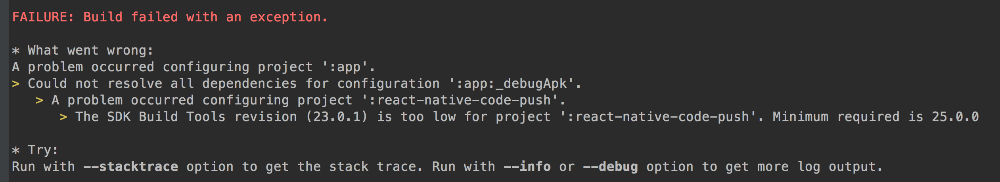 FAILURE: Build failed with an exception.
* What went wrong:
A problem occurred configuring project ':app'.
> Could not resolve all dependencies for configuration ':app:_debugApk'.
> A problem occurred configuring project ':react-native-code-push'.
> The SDK Build Tools revision (23.0.1) is too low for project ':react-native-code-push'. Minimum required is 25.0.0
* Try:
Run with --stacktrace option to get the stack trace. Run with --info or --debug option to get more log output.